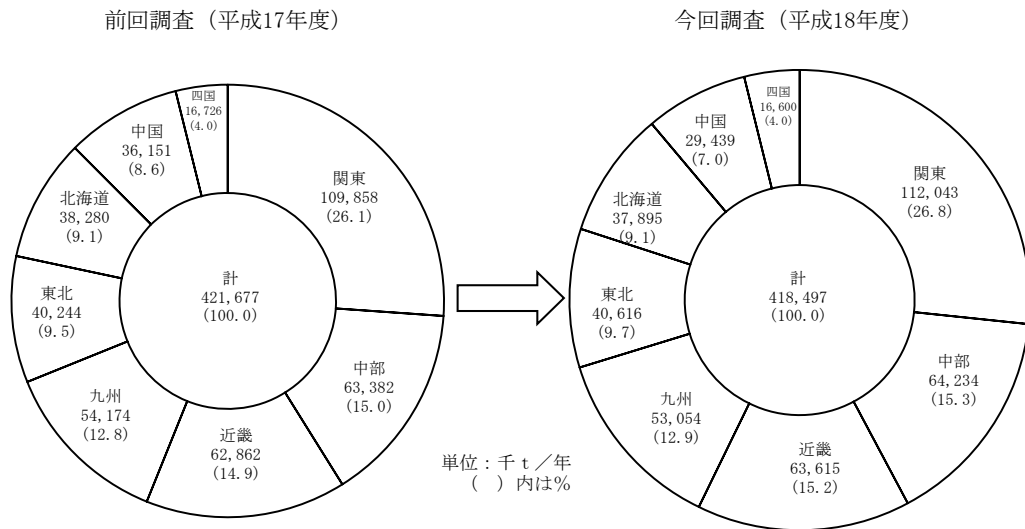 前回調査（平成17年度）
四国
16,726
(4.0)
中国
36,151
(8.6)
北海道
38,280
(9.1)
東北
40,244
(9.5)
九州
54,174
(12.8)
近畿
62,862
(14.9)
中部
63,382
(15.0)
関東
109,858
(26.1)
計
421,677
(100.0)
今回調査（平成18年度）
四国
16,600
(4.0)
中国
29,439
(7.0)
北海道
37,895
(9.1)
東北
40,616
(9.7)
九州
53,054
(12.9)
近畿
63,615
(15.2)
中部
64,234
(15.3)
関東
112,043
(26.8)
計
418,497
(100.0)
単位：千ｔ／年
（　）内は％